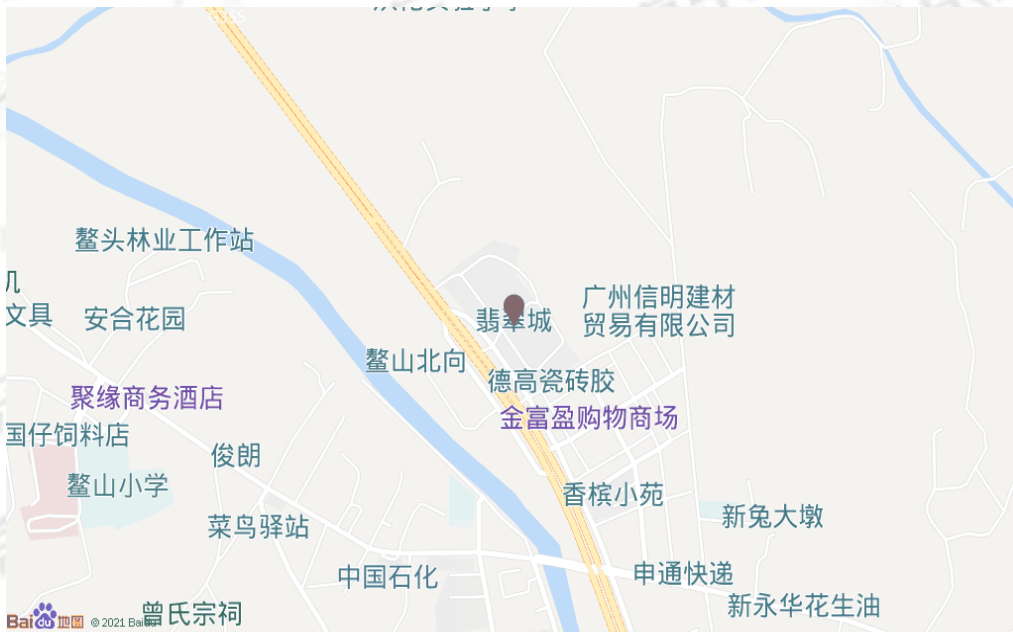 鳌头林业工作站
文具
安合花园
翡翠城
广州信明建材
贸易有限公司
鳌山北向
德高瓷砖胶
聚缘商务酒店
金富盈购物商场
国仔饲料店
俊朗
鳌山小学
香槟小苑
菜鸟驿站
新兔大墩
中国石化
申通快递
新永华花生油
曾氏宗祠
Bai du 地图 © 2021 Baidu